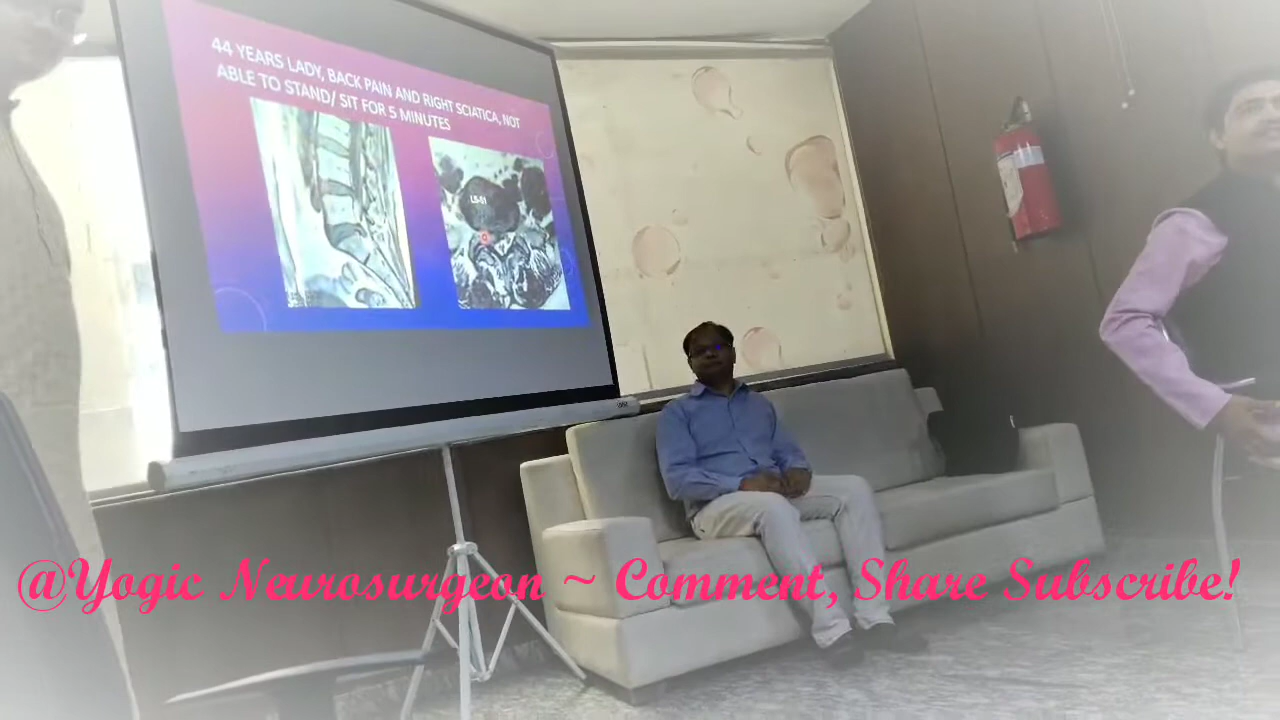 44 YEARS LADY, BACK PAIN AND RIGHT SCIATICA, NOT
ABLE TO STAND/ SIT FOR 5 MINUTES
L5-S1
@Yogic Neurosurgeon ~ Comment, Share Subscribe!